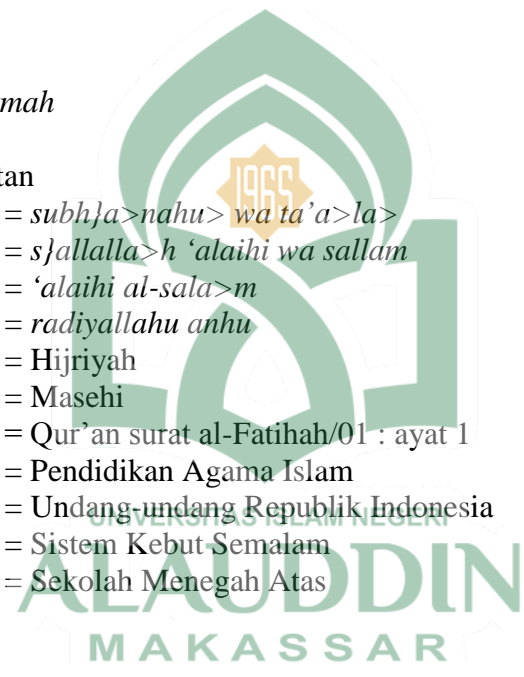 mah
tan
= subh}a>nahu> wa ta’a>la>
= s}allalla>h ‘alaihi wa sallam
= ‘alaihi al-sala>m
= radiyallahu anhu
= Hijriyah
= Masehi
= Qur’an surat al-Fatihah/01 : ayat 1
= Pendidikan Agama Islam
= Undang-undang Republik Indonesia
= Sistem Kebut Semalam
= Sekolah Menegah Atas
1965
UNIVERSITAS ISLAM NEGERI
ALAUDDIN
MAKASSAR